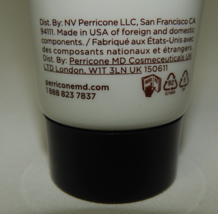 Dist. By: NV Perricone LLC, San Francisco CA
94111. Made in USA of foreign and domestic
components. / Fabriqué aux États-Unis avec
des composants nationaux et étrangers.
Dist. By: Perricone MD Cosmeceuticals UK
LTD London. W1T 3LN UK 150611
perriconemd.com
1 888 823 7837